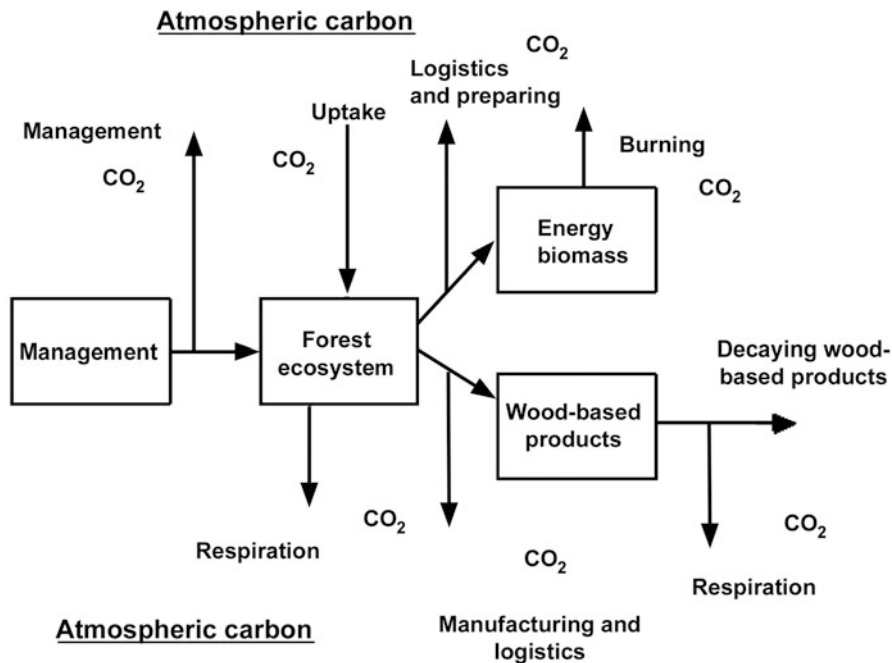 Atmospheric carbon
CO₂
Logistics
and preparing
Management
CO₂
Uptake
CO₂
Burning
CO₂
Energy
biomass
Management
Forest
ecosystem
Decaying wood-
based products
Wood-based
products
CO₂
Respiration
CO₂
CO₂
Respiration
Atmospheric carbon
Manufacturing and
logistics